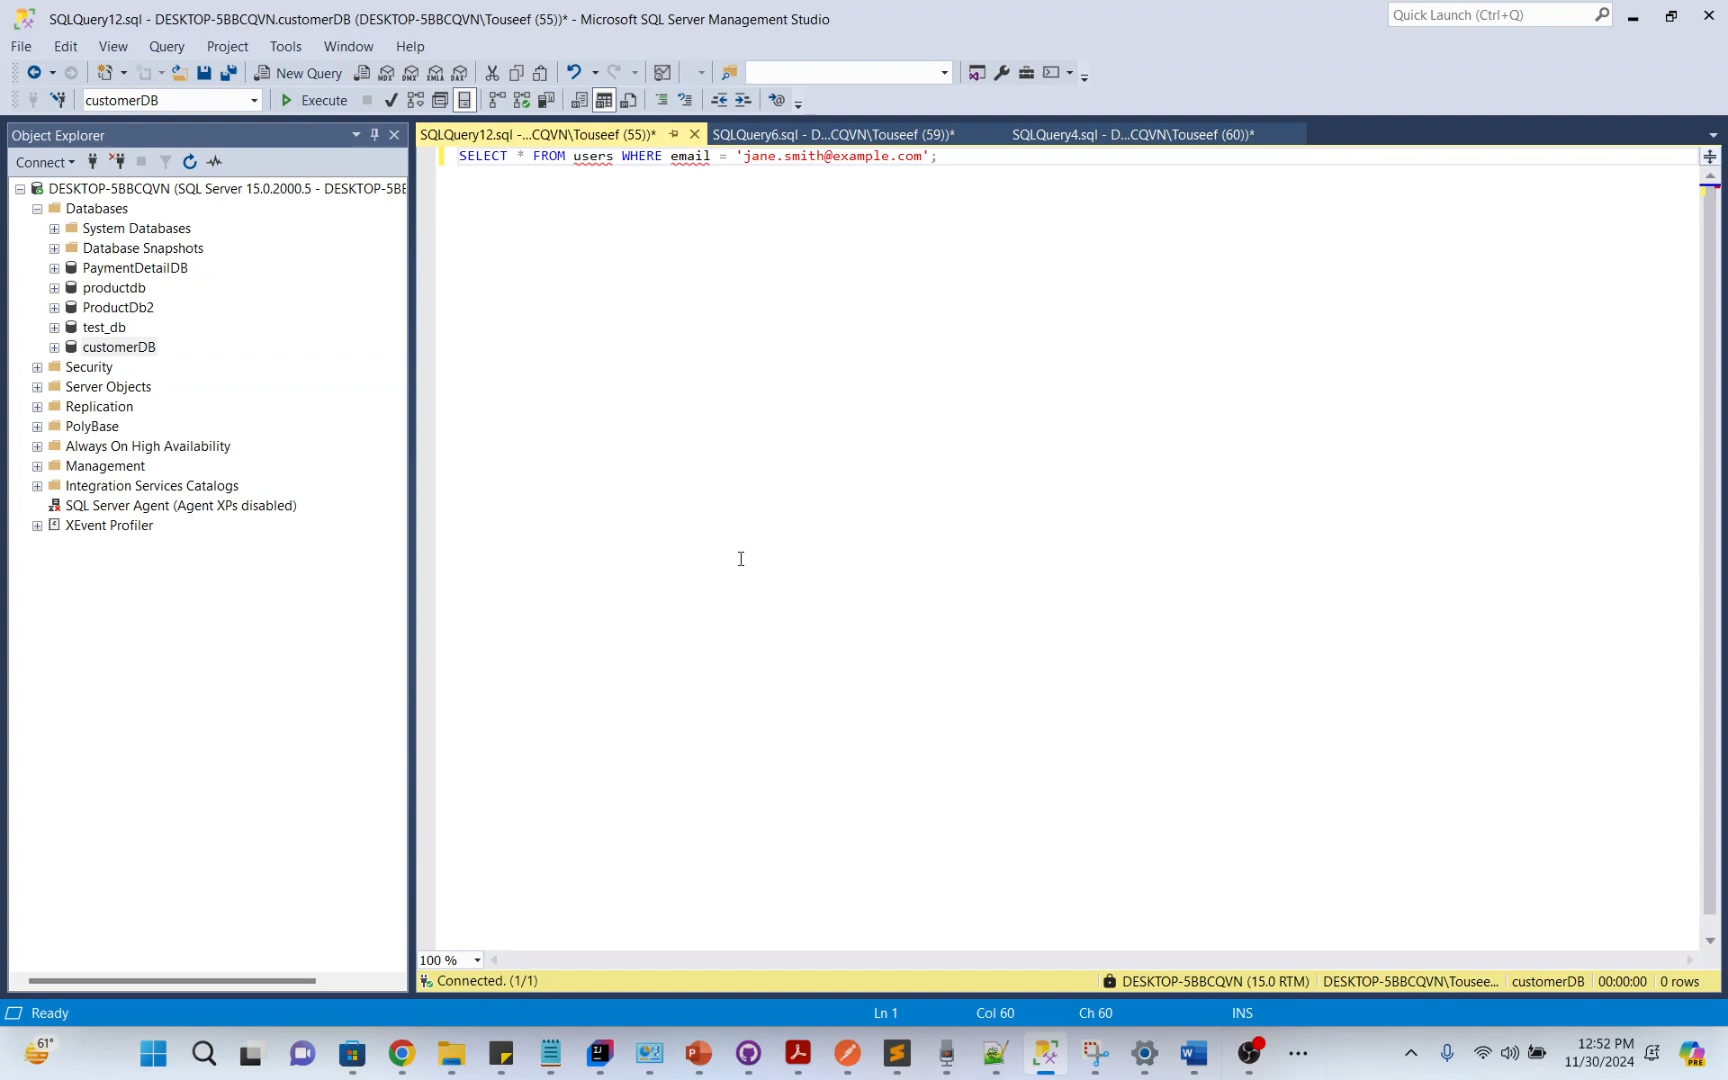 SQLQuery12.sql - DESKTOP-5BBCQVN.customerDB (DESKTOP-5BBCQVN\Touseef (55))* - Microsoft SQL Server Management Studio
Quick Launch (Ctrl+Q)
File Edit View Query Project Tools Window Help
New Query
MDX DMX XMLA DAX
customerDB Execute
Object Explorer
SQLQuery12.sql -...CQVN\Touseef (55))* SQLQuery6.sql - D...CQVN\Touseef (59))* SQLQuery4.sql - D...CQVN\Touseef (60))*
Connect
SELECT * FROM users WHERE email = 'jane.smith@example.com';
DESKTOP-5BBCQVN (SQL Server 15.0.2000.5 - DESKTOP-5BB
Databases
System Databases
Database Snapshots
PaymentDetailDB
productdb
ProductDb2
test_db
customerDB
Security
Server Objects
Replication
PolyBase
Always On High Availability
Management
Integration Services Catalogs
SQL Server Agent (Agent XPs disabled)
XEvent Profiler
100 %
Connected. (1/1) DESKTOP-5BBCQVN (15.0 RTM) DESKTOP-5BBCQVN\Tousee... customerDB 00:00:00 0 rows
Ready Ln 1 Col 60 Ch 60 INS
61°
12:52 PM
11/30/2024
PRE